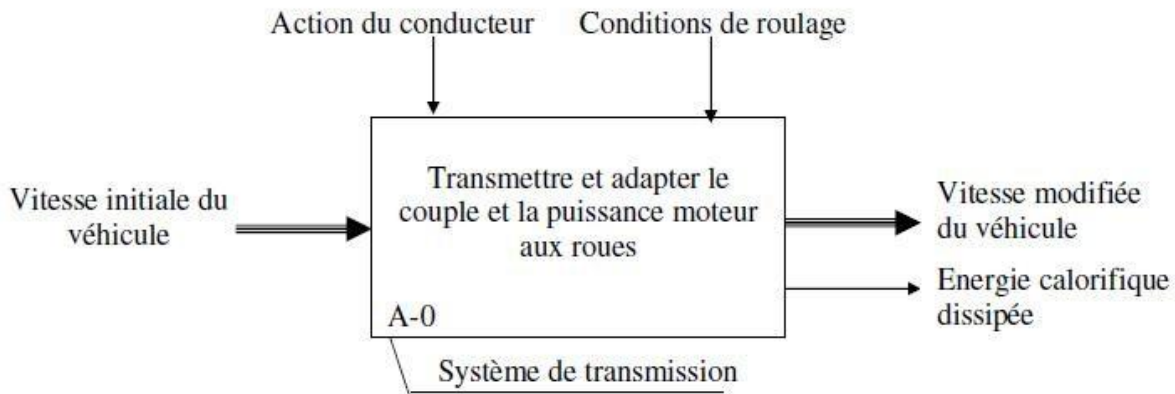 Action du conducteur
Conditions de roulage
Vitesse initiale du
véhicule
Transmettre et adapter le
couple et la puissance moteur
aux roues
A-0
Vitesse modifiée
du véhicule
Energie calorifique
dissipée
Système de transmission